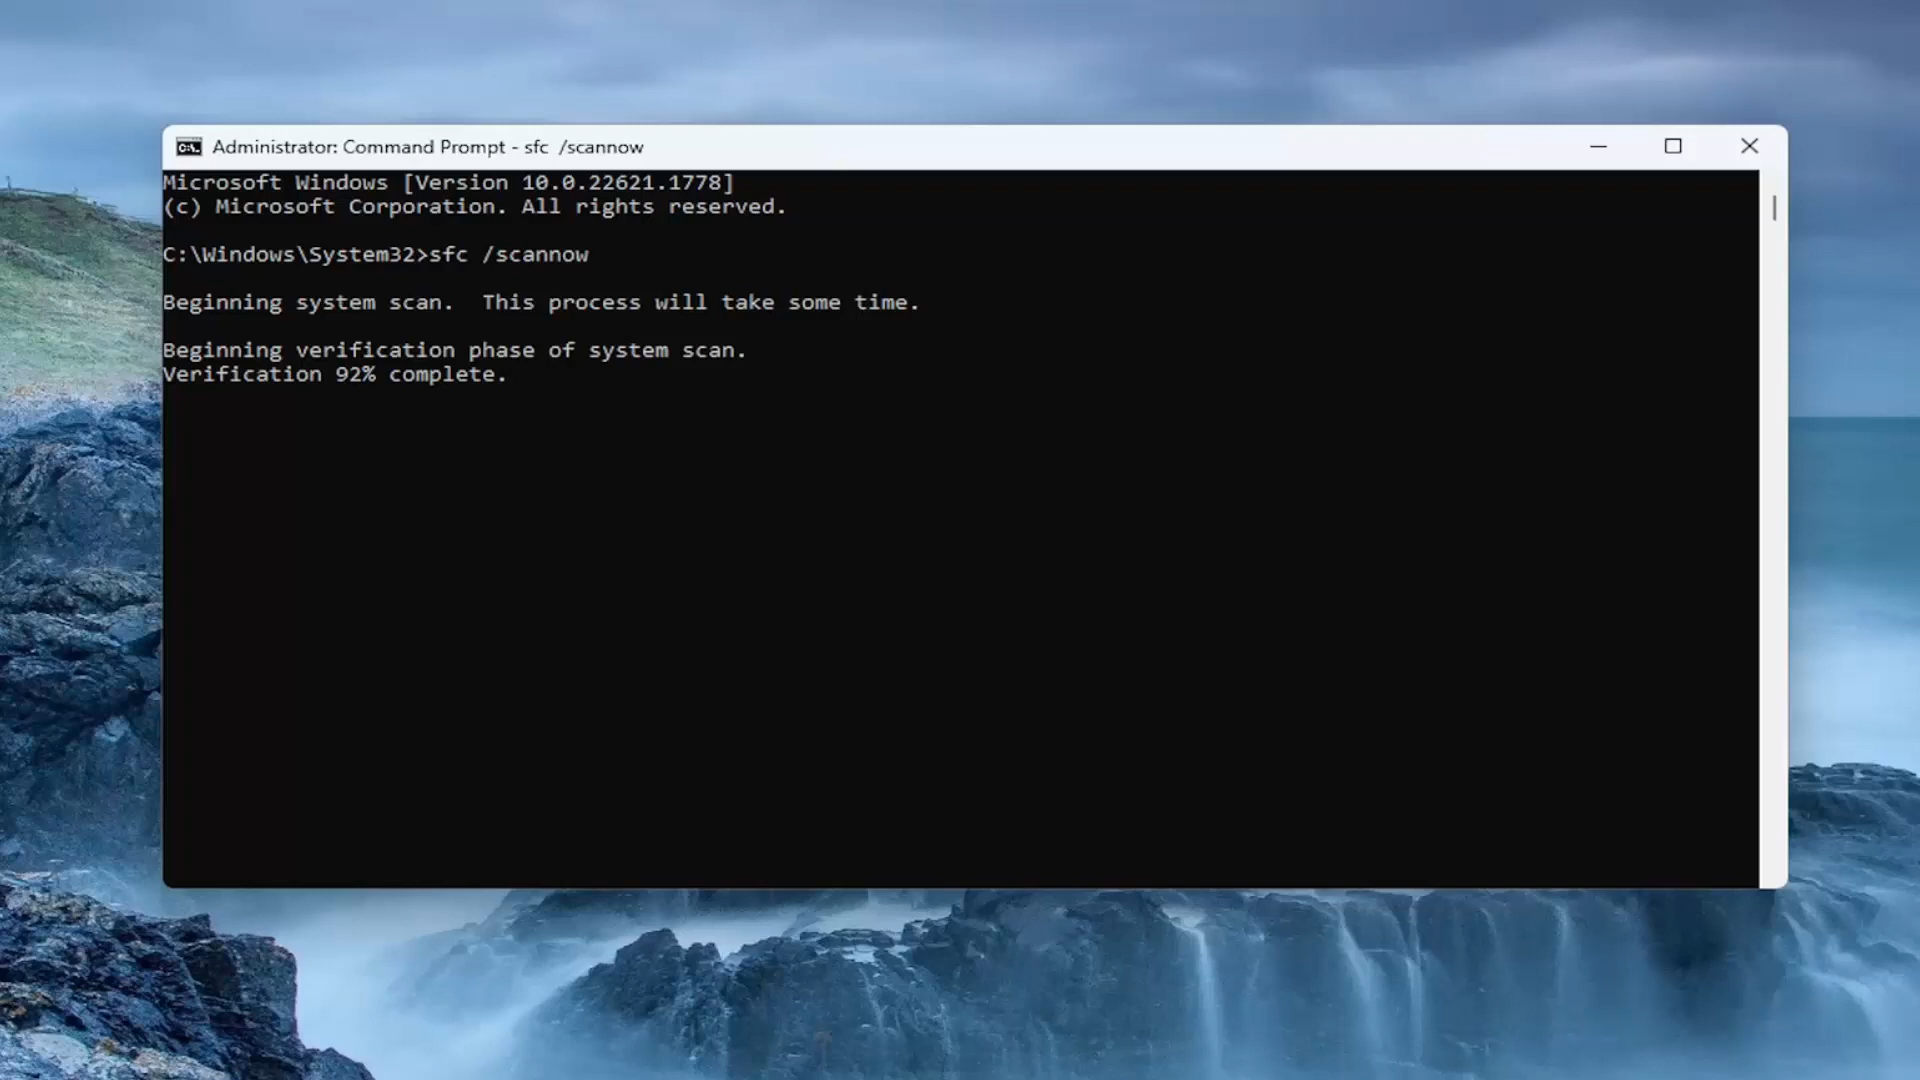 Administrator: Command Prompt - sfc  /scannow
Microsoft Windows [Version 10.0.22621.1778]
(c) Microsoft Corporation. All rights reserved.
C:\Windows\System32>sfc /scannow
Beginning system scan.  This process will take some time.
Beginning verification phase of system scan.
Verification 92% complete.